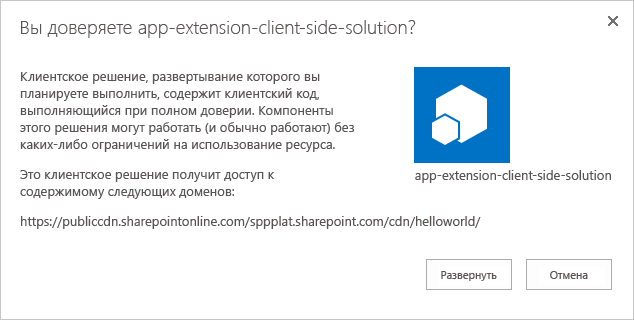 Вы доверяете app-extension-client-side-solution?
Клиентское решение, развертывание которого вы
планируете выполнить, содержит клиентский код,
выполняющийся при полном доверии. Компоненты
этого решения могут работать (и обычно работают) без
каких-либо ограничений на использование ресурса.
app-extension-client-side-solution
Это клиентское решение получит доступ к
содержимому следующих доменов:
https://publiccdn.sharepointonline.com/sppplat.sharepoint.com/cdn/helloworld/
Развернуть
Отмена